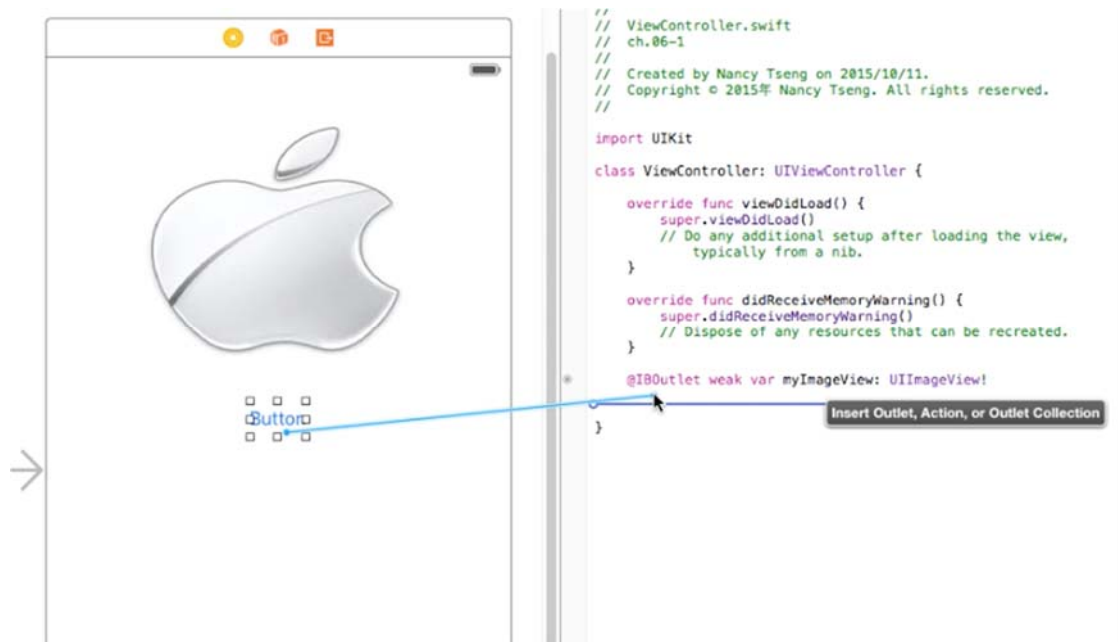 //
// ViewController.swift
// ch.06-1
//
// Created by Nancy Tseng on 2015/10/11.
// Copyright © 2015年 Nancy Tseng. All rights reserved.
//
import UIKit
class ViewController: UIViewController {
override func viewDidLoad() {
super.viewDidLoad()
// Do any additional setup after loading the view,
typically from a nib.
}
override func didReceiveMemoryWarning() {
super.didReceiveMemoryWarning()
// Dispose of any resources that can be recreated.
}
@IBOutlet weak var myImageView: UIImageView!
Button
Insert Outlet, Action, or Outlet Collection
}